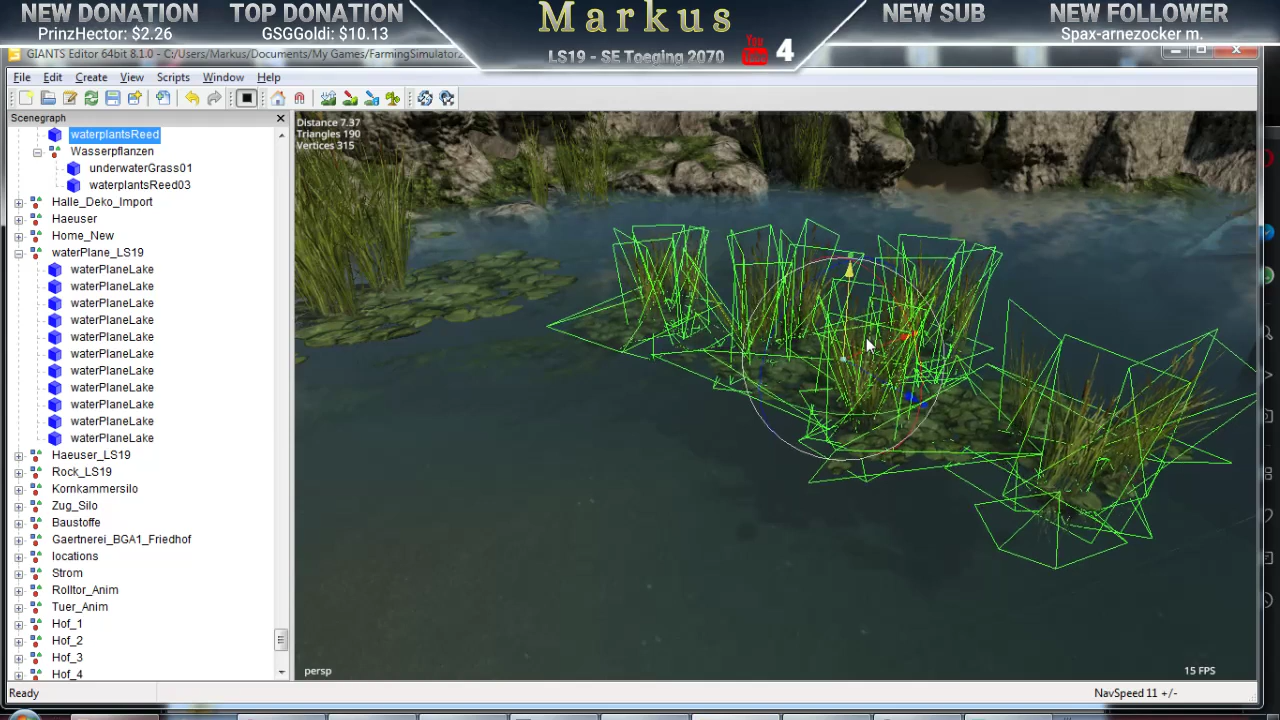 NEW DONATION
PrinzHector: $2.26
TOP DONATION
GSGGoldi: $10.13
Markus
LS19 - SE Toeging 2070
You Tube
4
NEW SUB
NEW FOLLOWER
Spax-arnezocker m.
GIANTS Editor 64bit 8.1.0 - C:/Users/Markus/Documents/My Games/FarmingSimulator2
File Edit Create View Scripts Window Help
Scenegraph
waterplantsReed
Wasserpflanzen
underwaterGrass01
waterplantsReed03
Halle_Deko_Import
Haeuser
Home_New
waterPlane_LS19
waterPlaneLake
waterPlaneLake
waterPlaneLake
waterPlaneLake
waterPlaneLake
waterPlaneLake
waterPlaneLake
waterPlaneLake
waterPlaneLake
waterPlaneLake
waterPlaneLake
Haeuser_LS19
Rock_LS19
Kornkammersilo
Zug_Silo
Baustoffe
Gaertnerei_BGA1_Friedhof
locations
Strom
Rolltor_Anim
Tuer_Anim
Hof_1
Hof_2
Hof_3
Hof_4
Distance 7.37
Triangles 190
Vertices 315
persp
15 FPS
Ready
NavSpeed 11 +/-